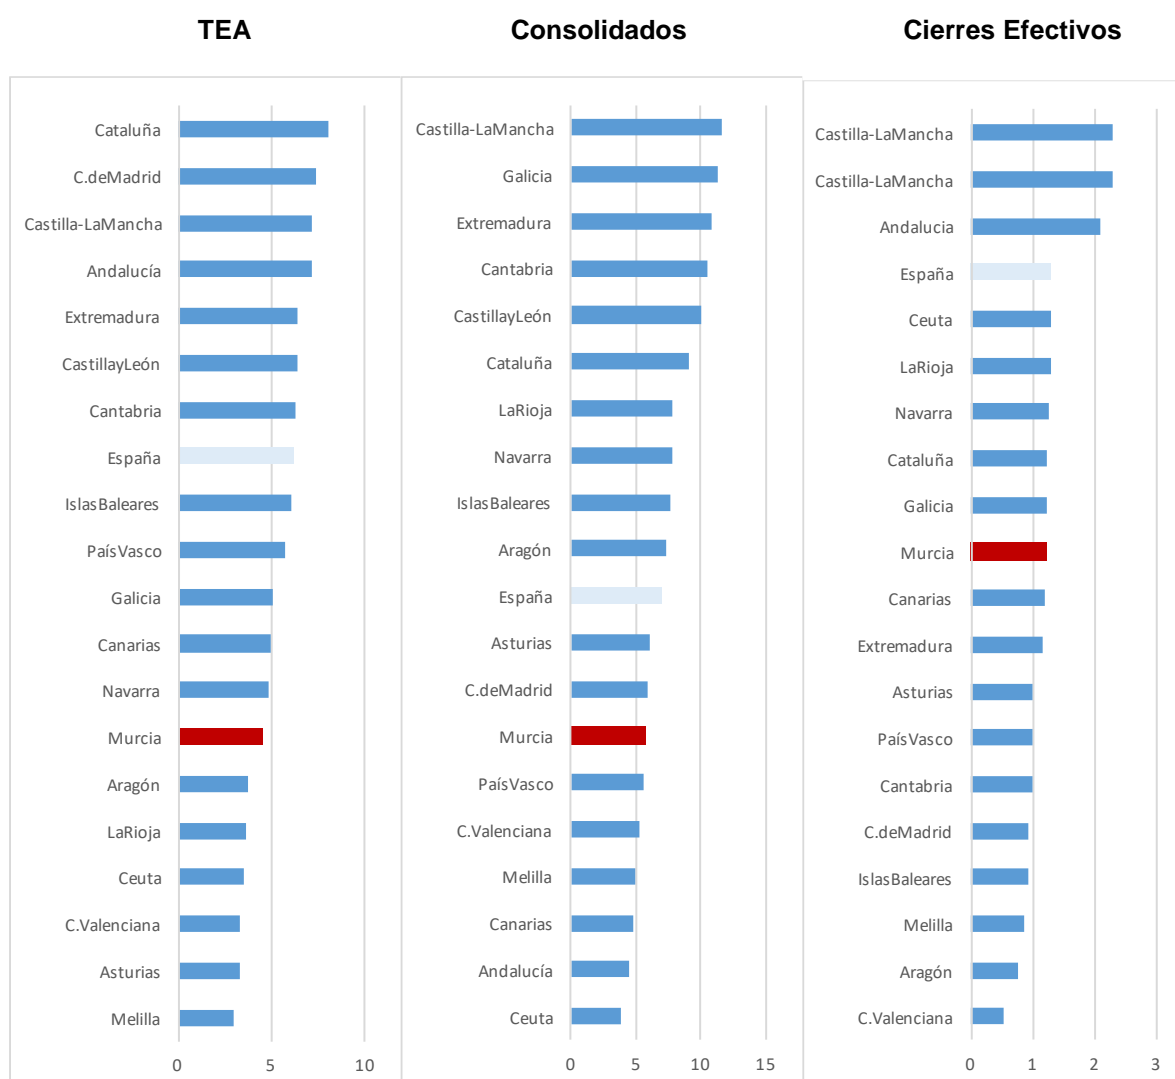 TEA
Cataluña
C.deMadrid
Castilla-LaMancha
Andalucía
Extremadura
CastillayLeón
Cantabria
España
IslasBaleares
PaísVasco
Galicia
Canarias
Navarra
Murcia
Aragón
LaRioja
Ceuta
C.Valenciana
Asturias
Melilla
0 5 10
Consolidados
Castilla-LaMancha
Galicia
Extremadura
Cantabria
CastillayLeón
Cataluña
LaRioja
Navarra
IslasBaleares
Aragón
España
Asturias
C.deMadrid
Murcia
PaísVasco
C.Valenciana
Melilla
Canarias
Andalucía
Ceuta
0 5 10 15
Cierres Efectivos
Castilla-LaMancha
Castilla-LaMancha
Andalucia
España
Ceuta
LaRioja
Navarra
Cataluña
Galicia
Murcia
Canarias
Extremadura
Asturias
PaísVasco
Cantabria
C.deMadrid
IslasBaleares
Melilla
Aragón
C.Valenciana
0 1 2 3